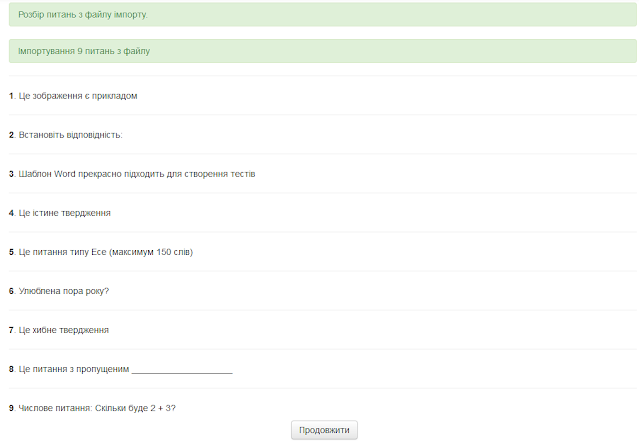 Розбір питань з файлу імпорту.
Імпортування 9 питань з файлу
1. Це зображення є прикладом
2. Встановіть відповідність:
3. Шаблон Word прекрасно підходить для створення тестів
4. Це істине твердження
5. Це питання типу Есе (максимум 150 слів)
6. Улюблена пора року?
7. Це хибне твердження
8. Це питання з пропущеним ____________________
9. Числове питання: Скільки буде 2 + 3?
Продовжити